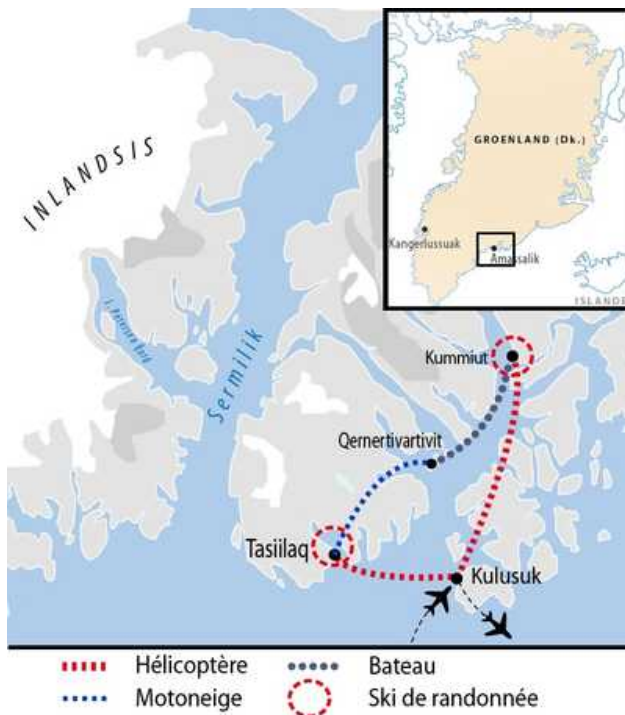 INLANDSIS
GROENLAND (Dk.)
Kangerlussuak
Amassalik
ISLANDE
Sermilik
Kummiut
Qernertivartivit
Tasiilaq
Kulusuk
Hélicoptère
Bateau
Motoneige
Ski de randonnée